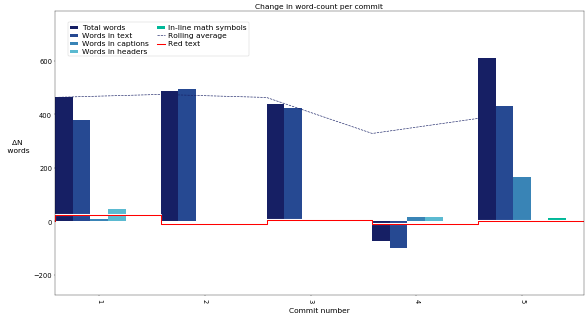 Change in word-count per commit
Total words
Words in text
Words in captions
Words in headers
In-line math symbols
Rolling average
Red text
600
400
200
0
−200
ΔN
words
1
2
3
4
5
Commit number